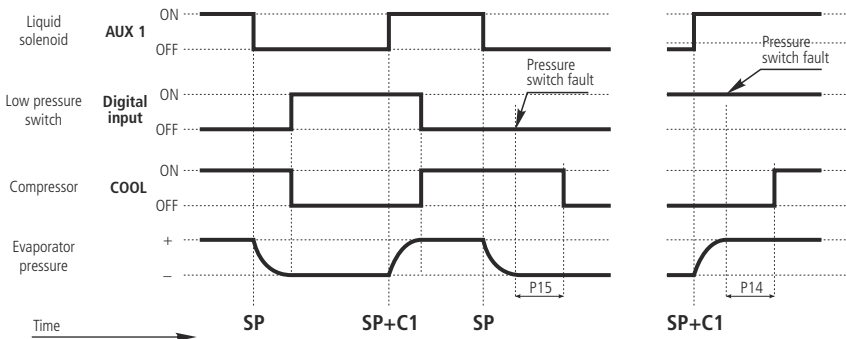 Liquid
solenoid
AUX 1
ON
OFF
Pressure
switch fault
Pressure
switch fault
Low pressure
switch
Digital
input
ON
OFF
Compressor
COOL
ON
OFF
Evaporator
pressure
+
–
P15
P14
SP
SP+C1
SP
SP+C1
Time